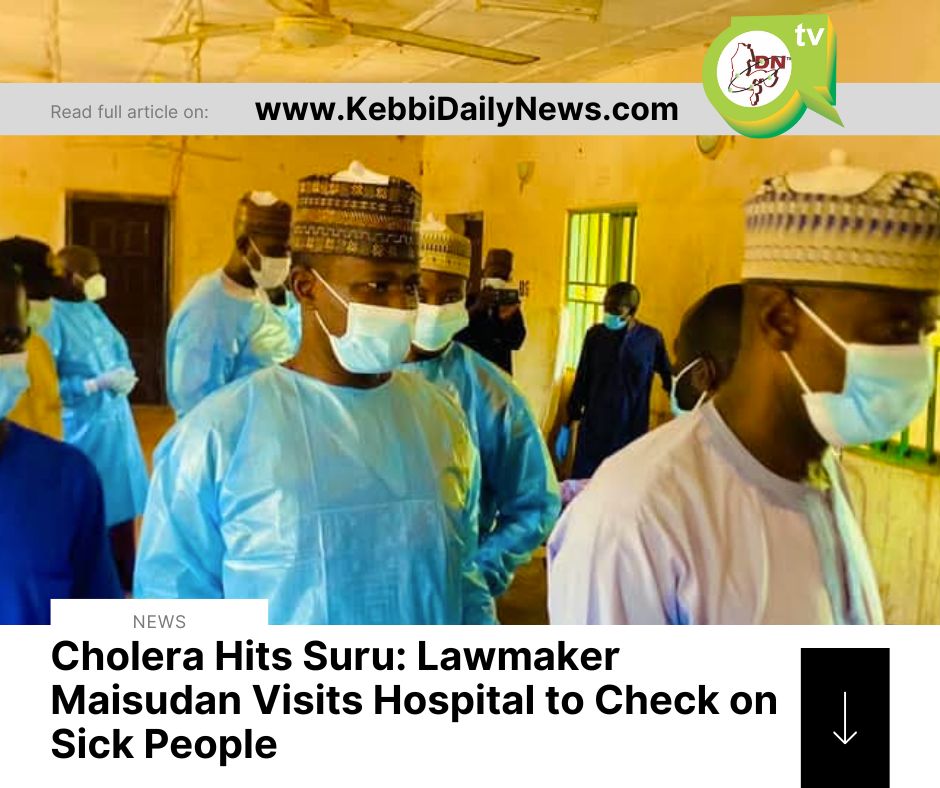 tv
DN
Read full article on:
www.KebbiDailyNews.com
NEWS
Cholera Hits Suru: Lawmaker
Maisudan Visits Hospital to Check on
Sick People